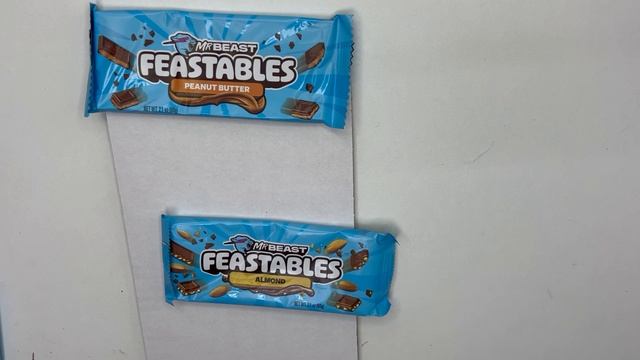 MRBEAST
FEASTABLES
PEANUT BUTTER
MRBEAST
FEASTABLES
ALMOND